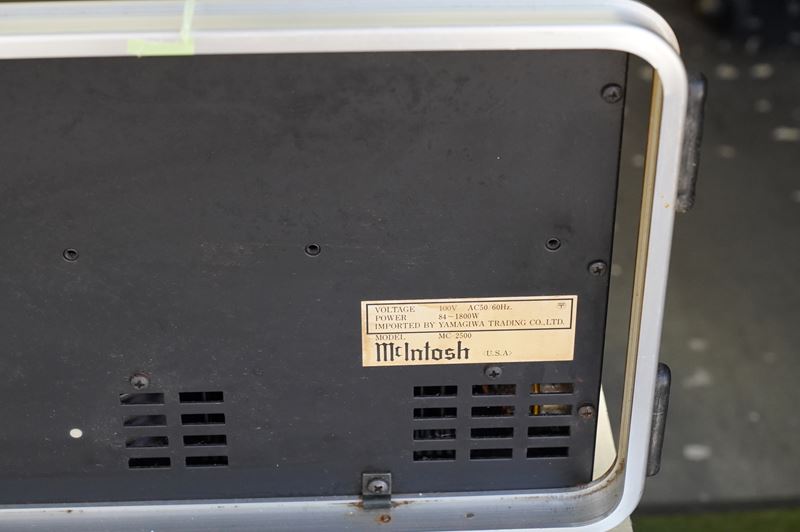 VOLTAGE 100V AC50/60Hz. 〒
POWER 84~1800W
IMPORTED BY YAMAGIWA TRADING CO.,LTD.
MODEL MC-2500
McIntosh <U.S.A>